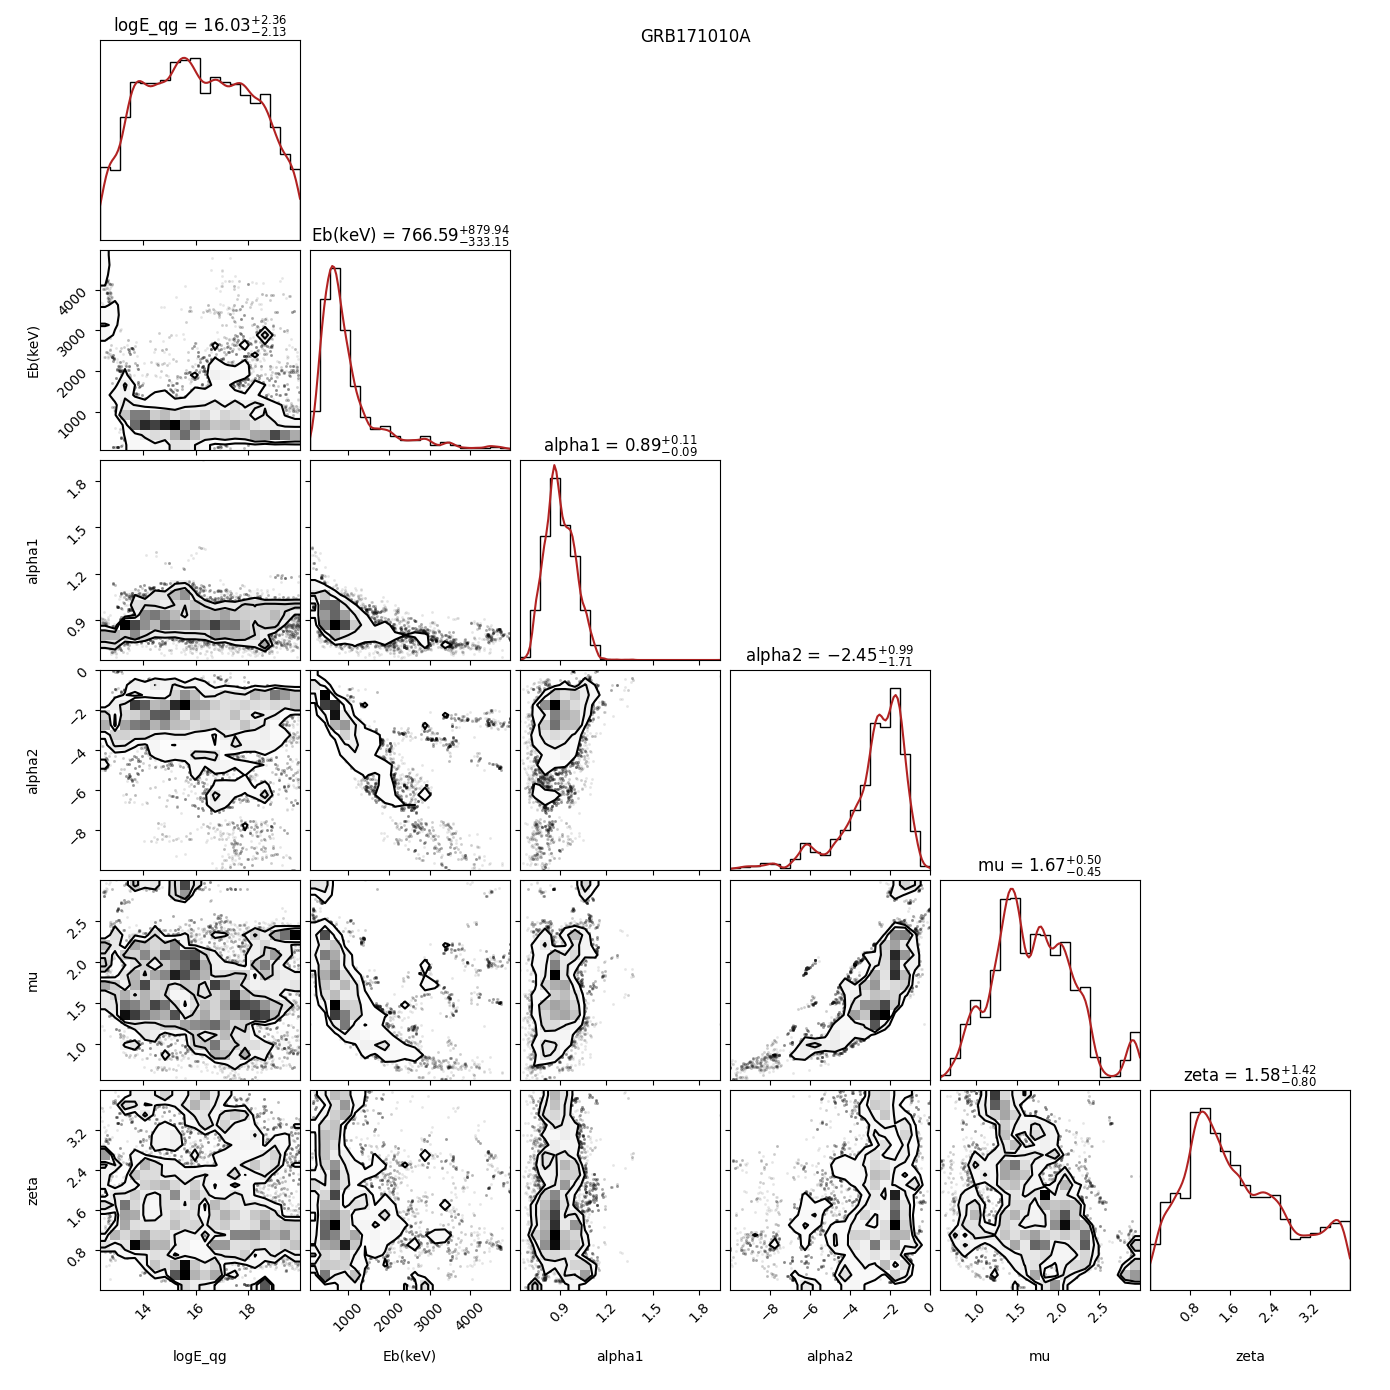 GRB171010A
logE_qg = 16.03+2.36−2.13
Eb(keV) = 766.59+879.94−333.15
alpha1 = 0.89+0.11−0.09
alpha2 = −2.45+0.99−1.71
mu = 1.67+0.50−0.45
zeta = 1.58+1.42−0.80
Eb(keV)
4000
3000
2000
1000
alpha1
1.8
1.5
1.2
0.9
alpha2
0
−2
−4
−6
−8
mu
2.5
2.0
1.5
1.0
zeta
3.2
2.4
1.6
0.8
14 16 18
1000 2000 3000 4000
0.9 1.2 1.5 1.8
−8 −6 −4 −2 0
1.0 1.5 2.0 2.5
0.8 1.6 2.4 3.2
logE_qg Eb(keV) alpha1 alpha2 mu zeta